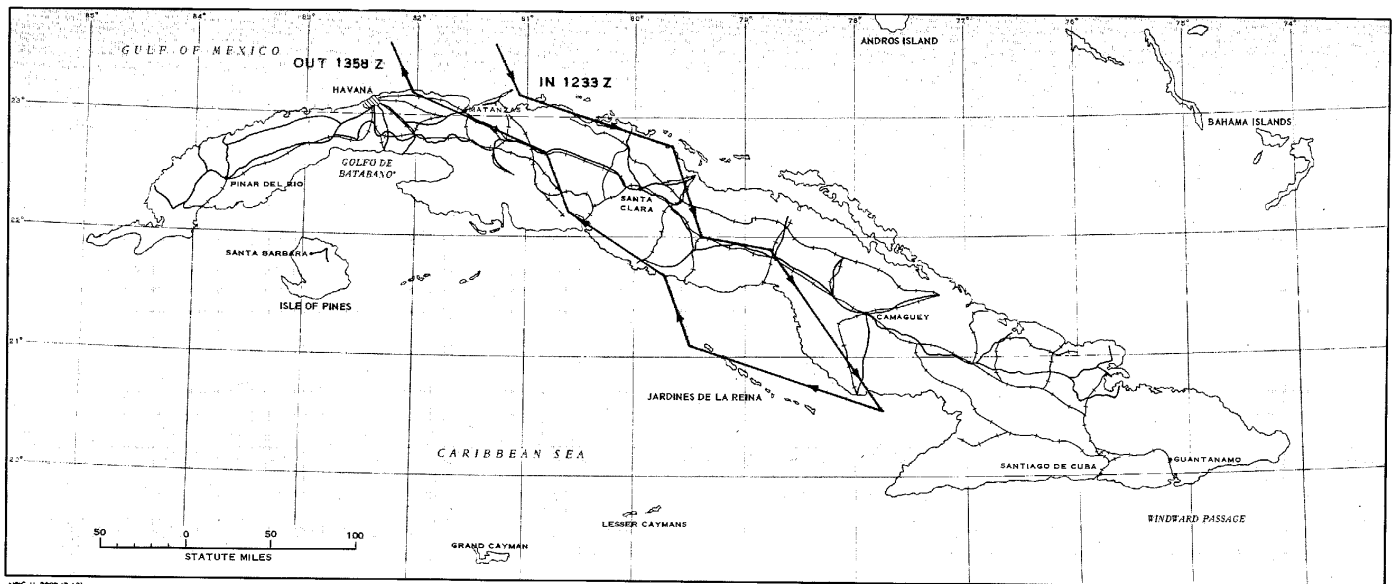 85° 84° 83° 82° 81° 80° 79° 78° 77° 76° 75° 74°
GULF OF MEXICO
ANDROS ISLAND
OUT 1358 Z
IN 1233 Z
HAVANA
23°
MATANZAS
BAHAMA ISLANDS
GOLFO DE
BATABANO
PINAR DEL RIO
SANTA
CLARA
22°
SANTA BARBARA
ISLE OF PINES
CAMAGUEY
21°
JARDINES DE LA REINA
CARIBBEAN SEA
20°
SANTIAGO DE CUBA
GUANTANAMO
LESSER CAYMANS
WINDWARD PASSAGE
50 0 50 100
STATUTE MILES
GRAND CAYMAN